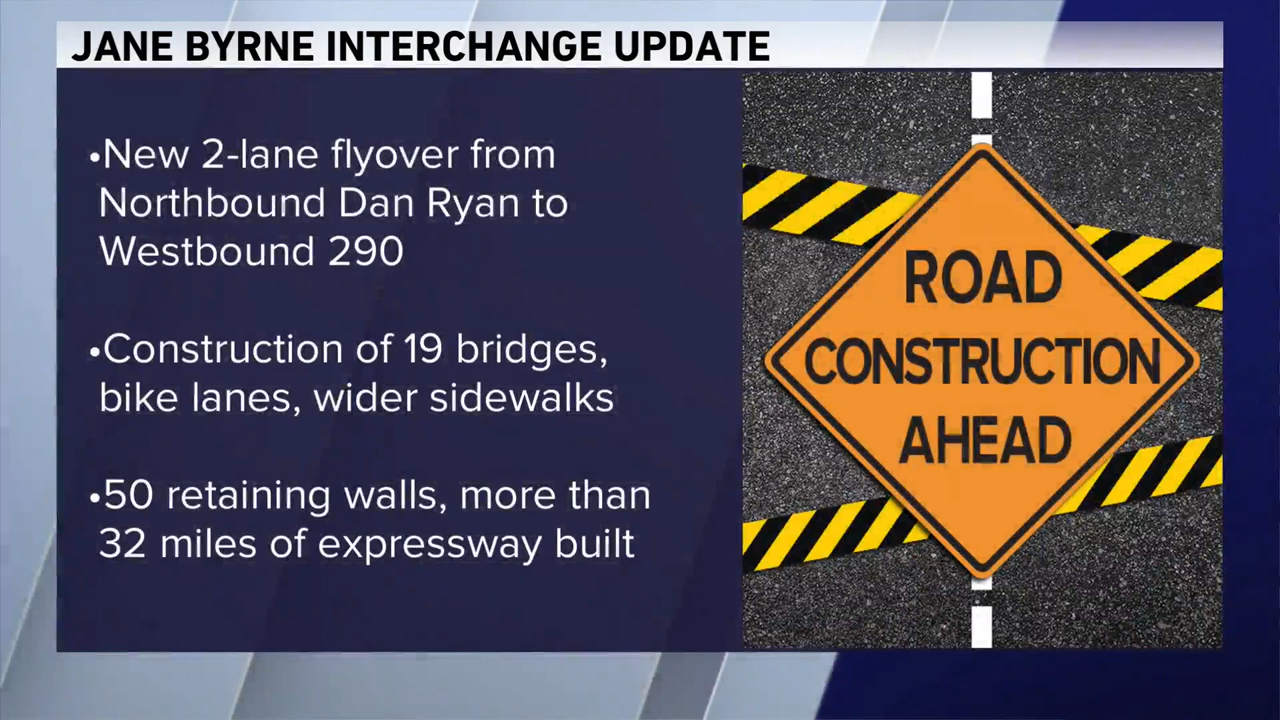 JANE BYRNE INTERCHANGE UPDATE
•New 2-lane flyover from
Northbound Dan Ryan to
Westbound 290
•Construction of 19 bridges,
bike lanes, wider sidewalks
•50 retaining walls, more than
32 miles of expressway built
ROAD
CONSTRUCTION
AHEAD